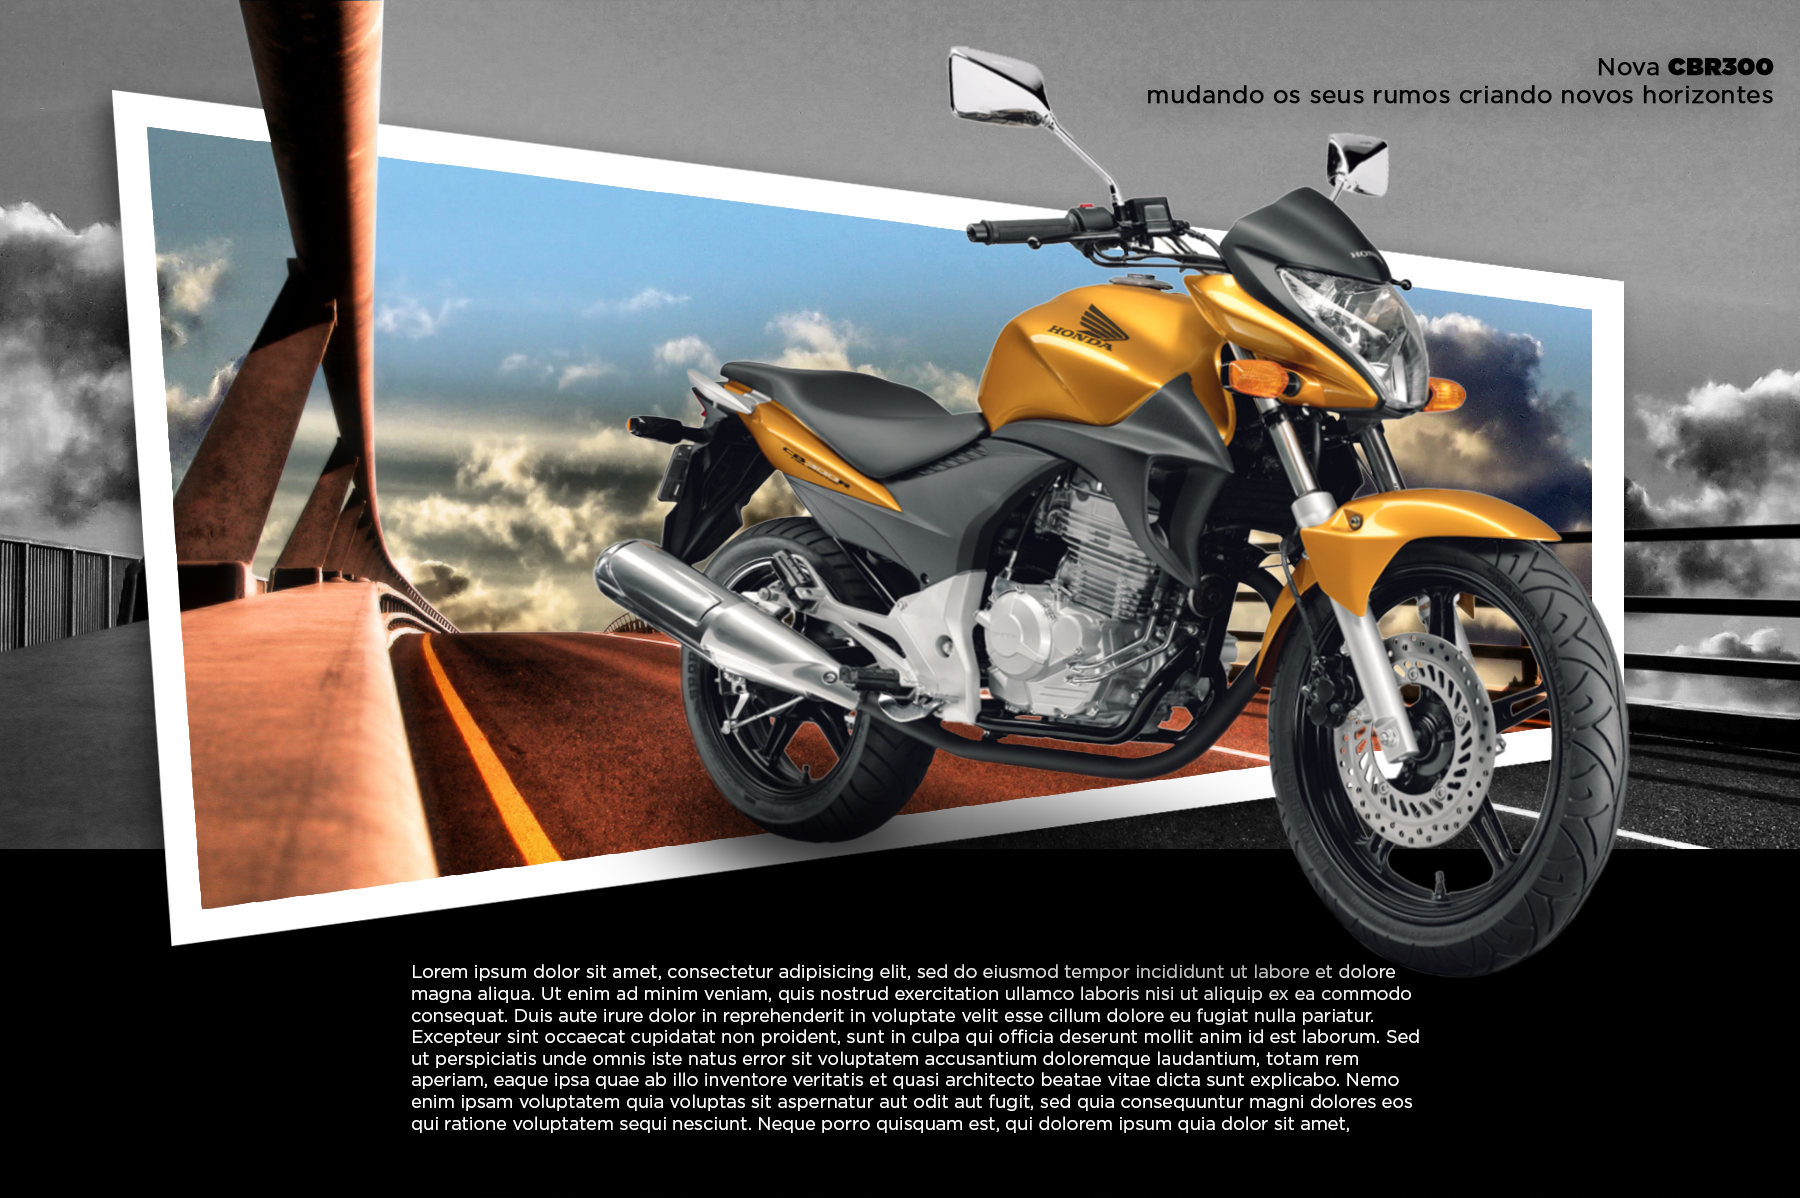 Nova CBR300
mudando os seus rumos criando novos horizontes
HONDA
Lorem ipsum dolor sit amet, consectetur adipisicing elit, sed do eiusmod tempor incididunt ut labore et dolore
magna aliqua. Ut enim ad minim veniam, quis nostrud exercitation ullamco laboris nisi ut aliquip ex ea commodo
consequat. Duis aute irure dolor in reprehenderit in voluptate velit esse cillum dolore eu fugiat nulla pariatur.
Excepteur sint occaecat cupidatat non proident, sunt in culpa qui officia deserunt mollit anim id est laborum. Sed
ut perspiciatis unde omnis iste natus error sit voluptatem accusantium doloremque laudantium, totam rem
aperiam, eaque ipsa quae ab illo inventore veritatis et quasi architecto beatae vitae dicta sunt explicabo. Nemo
enim ipsam voluptatem quia voluptas sit aspernatur aut odit aut fugit, sed quia consequuntur magni dolores eos
qui ratione voluptatem sequi nesciunt. Neque porro quisquam est, qui dolorem ipsum quia dolor sit amet,